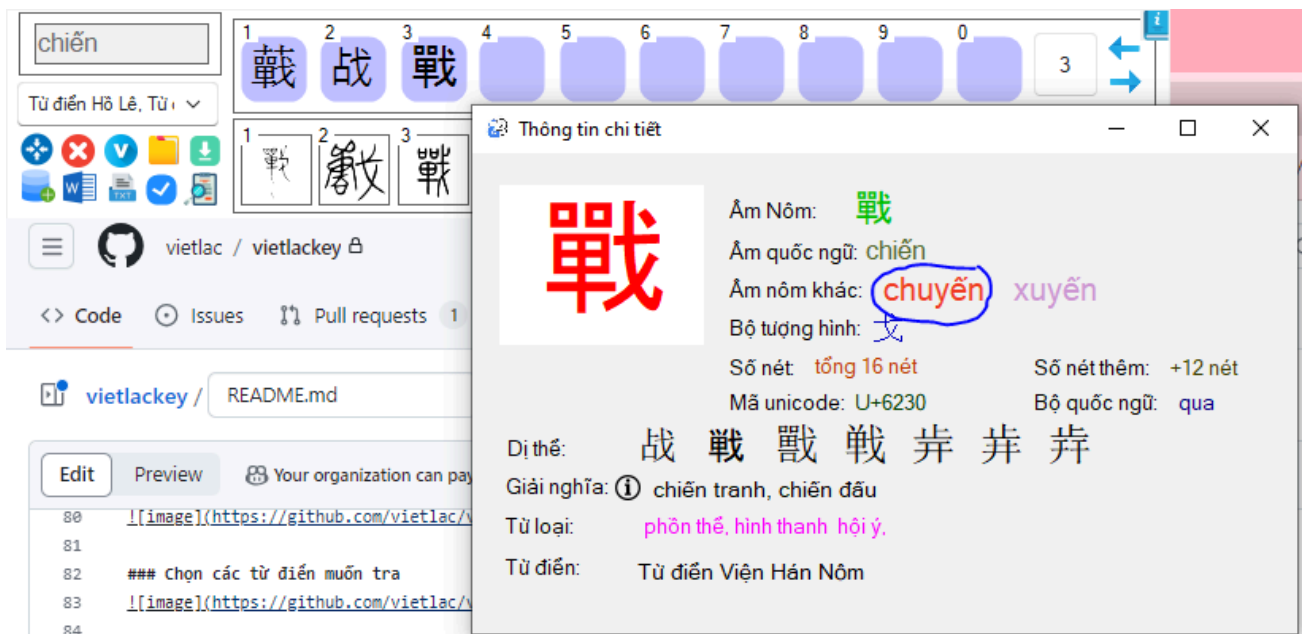 chiến
1 2 3 4 5 6 7 8 9 0
蘵 战 戰
3
Từ điển Hồ Lê, Từ
1 2 3
Thông tin chi tiết
戰
Âm Nôm: 戰
Âm quốc ngữ: chiến
Âm nôm khác: chuyến xuyến
Bộ tượng hình: 戈
Số nét: tổng 16 nét
Số nét thêm: +12 nét
Mã unicode: U+6230
Bộ quốc ngữ: qua
Dị thể: 战 戦
Giải nghĩa: chiến tranh, chiến đấu
Từ loại: phồn thể, hình thanh hội ý,
Từ điển: Từ điển Viện Hán Nôm
vietlac / vietlackey
<> Code
Issues
Pull requests 1
vietlackey / README.md
Edit
Preview
Your organization can pay
80 ![image](https://github.com/vietlac/v
81
82 ### Chọn các từ điển muốn tra
83 ![image](https://github.com/vietlac/v
84